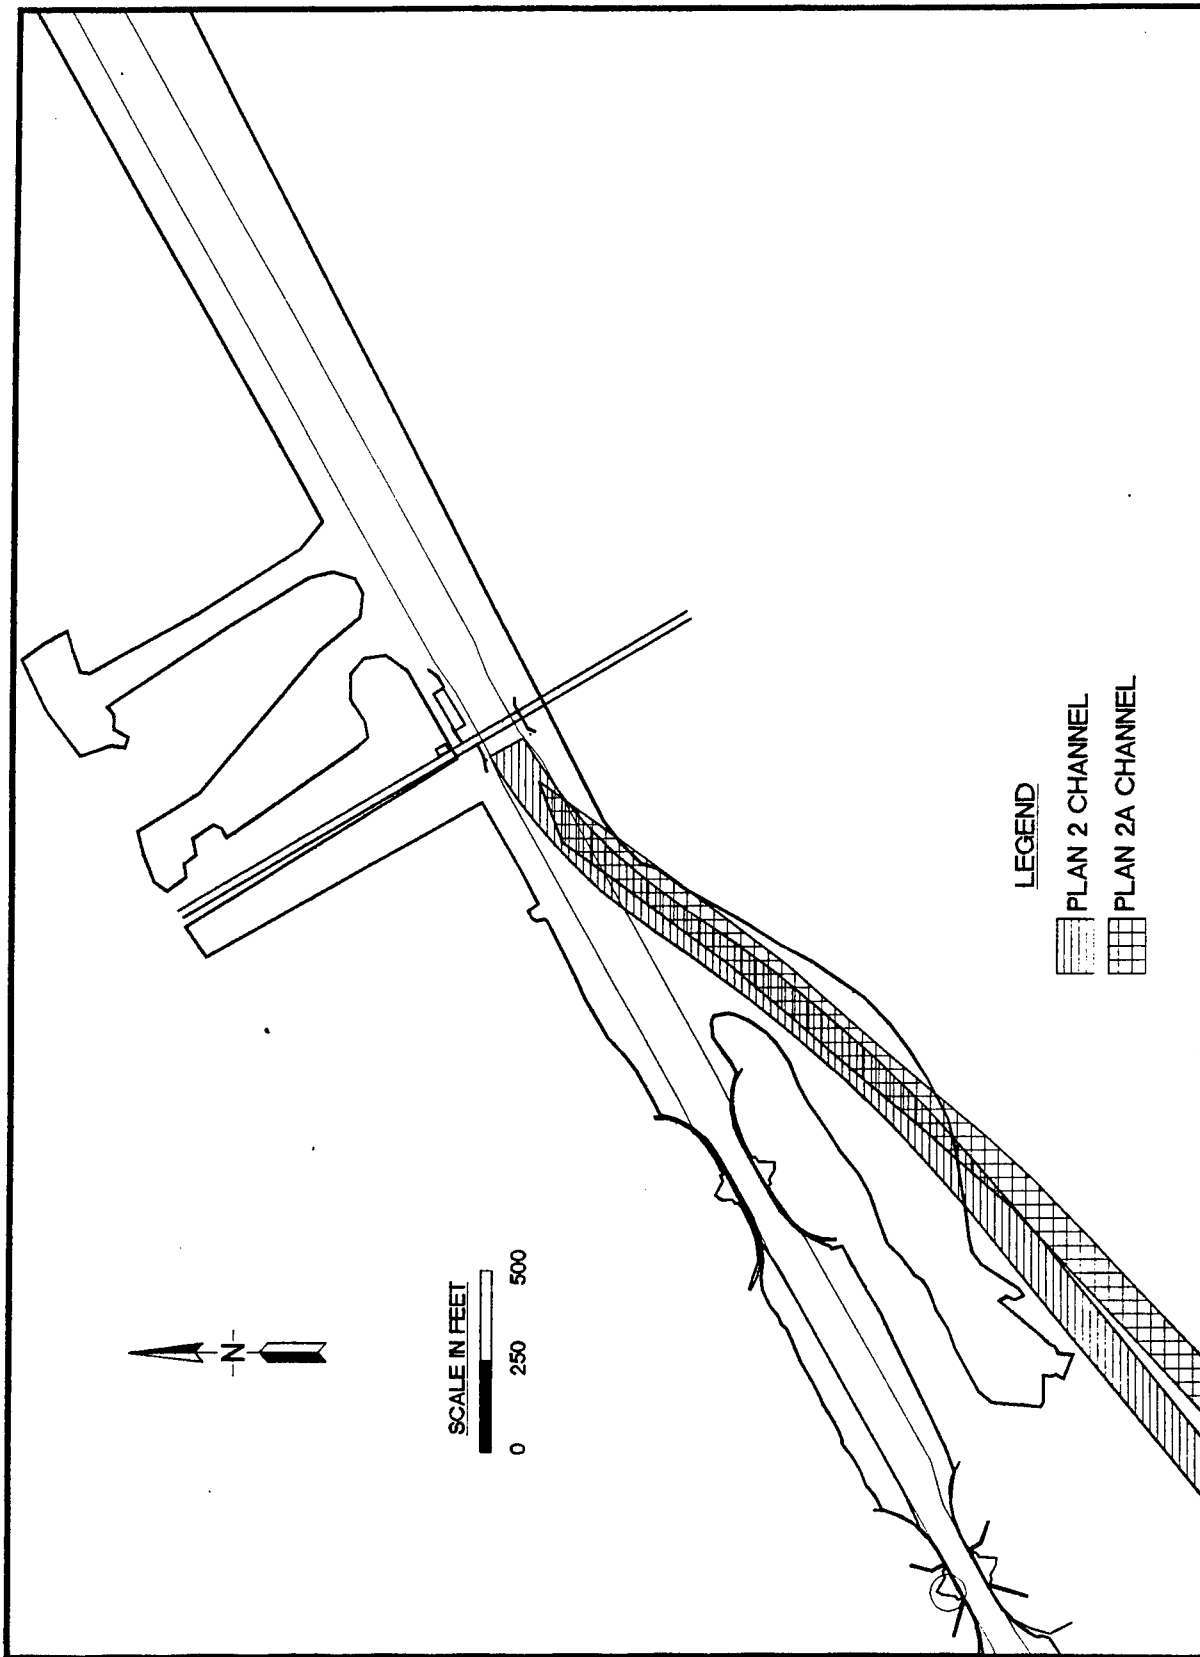 N
SCALE IN FEET
0 250 500
LEGEND
PLAN 2 CHANNEL
PLAN 2A CHANNEL